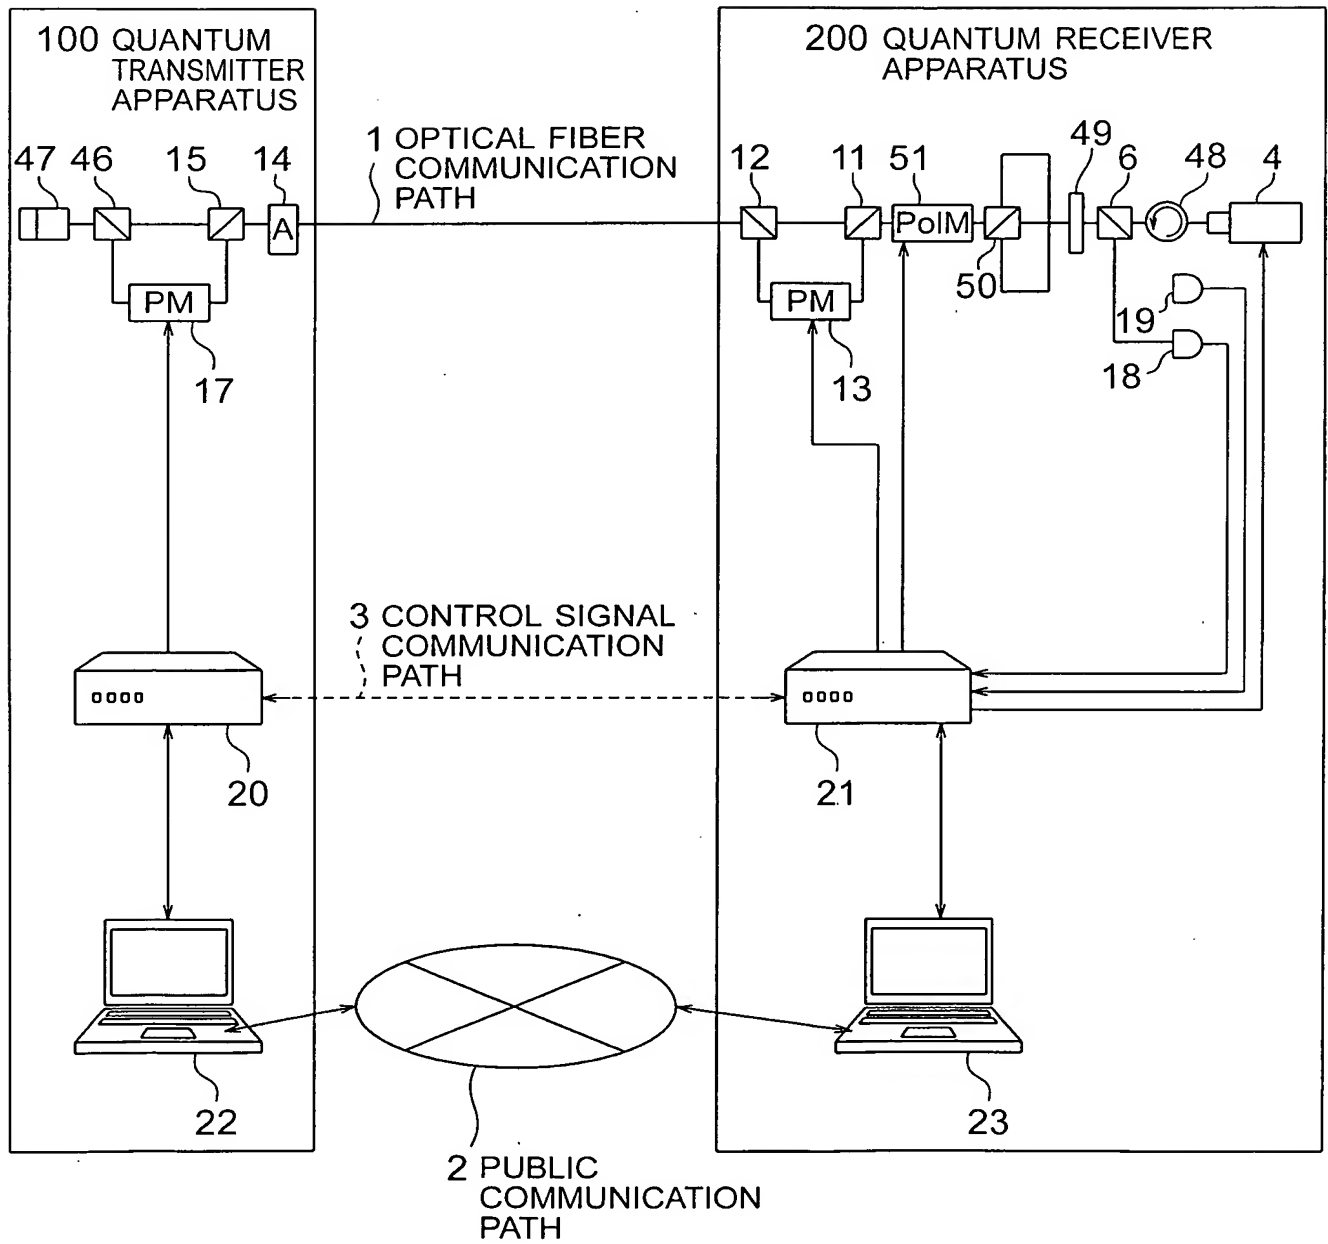 100 QUANTUM
TRANSMITTER
APPARATUS
200 QUANTUM RECEIVER
APPARATUS
1 OPTICAL FIBER
COMMUNICATION
PATH
47 46 15 14
12 11 51 49 6 48 4
A
PolM
50
PM
PM
19
18
17
13
3 CONTROL SIGNAL
COMMUNICATION
PATH
20
21
22
23
2 PUBLIC
COMMUNICATION
PATH